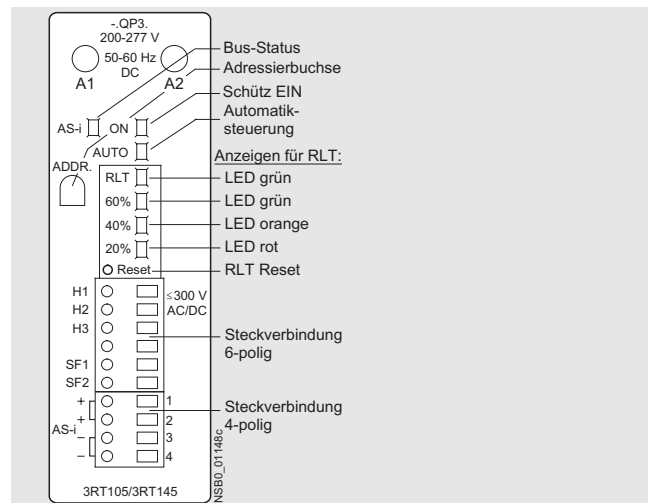 -.QP3.
200-277 V
50-60 Hz
DC
A1
A2
Bus-Status
Adressierbuchse
Schütz EIN
Automatik-
steuerung
AS-i
ON
AUTO
ADDR.
Anzeigen für RLT:
RLT
LED grün
60%
LED grün
40%
LED orange
20%
LED rot
Reset
RLT Reset
H1
≤300 V
H2
AC/DC
H3
Steckverbindung
6-polig
SF1
SF2
+
1
Steckverbindung
4-polig
+
2
AS-i
–
3
–
4
3RT105/3RT145
NSB0_01148c